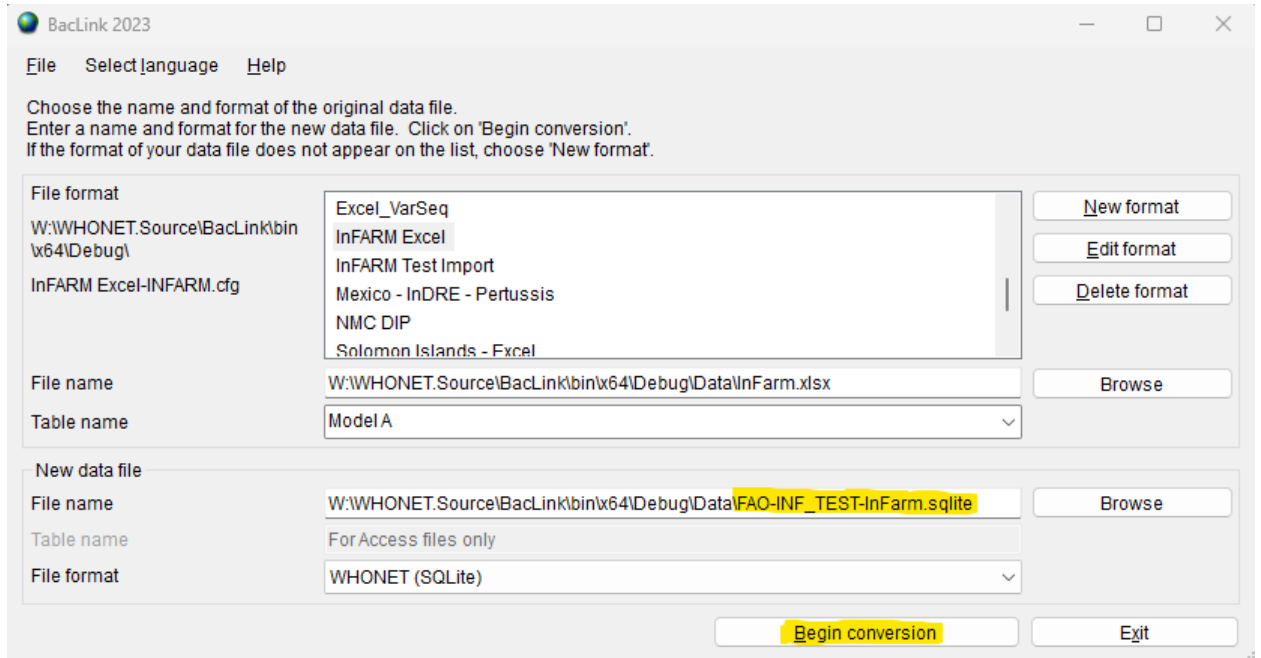 BacLink 2023
File Select language Help
Choose the name and format of the original data file.
Enter a name and format for the new data file. Click on 'Begin conversion'.
If the format of your data file does not appear on the list, choose 'New format'.
File format
W:\WHONET.Source\BacLink\bin
\x64\Debug\
InFARM Excel-INFARM.cfg
Excel_VarSeq
InFARM Excel
InFARM Test Import
Mexico - InDRE - Pertussis
NMC DIP
Solomon Islands - Excel
New format
Edit format
Delete format
File name W:\WHONET.Source\BacLink\bin\x64\Debug\Data\InFarm.xlsx Browse
Table name Model A
New data file
File name W:\WHONET.Source\BacLink\bin\x64\Debug\Data\FAO-INF_TEST-InFarm.sqlite Browse
Table name For Access files only
File format WHONET (SQLite)
Begin conversion Exit